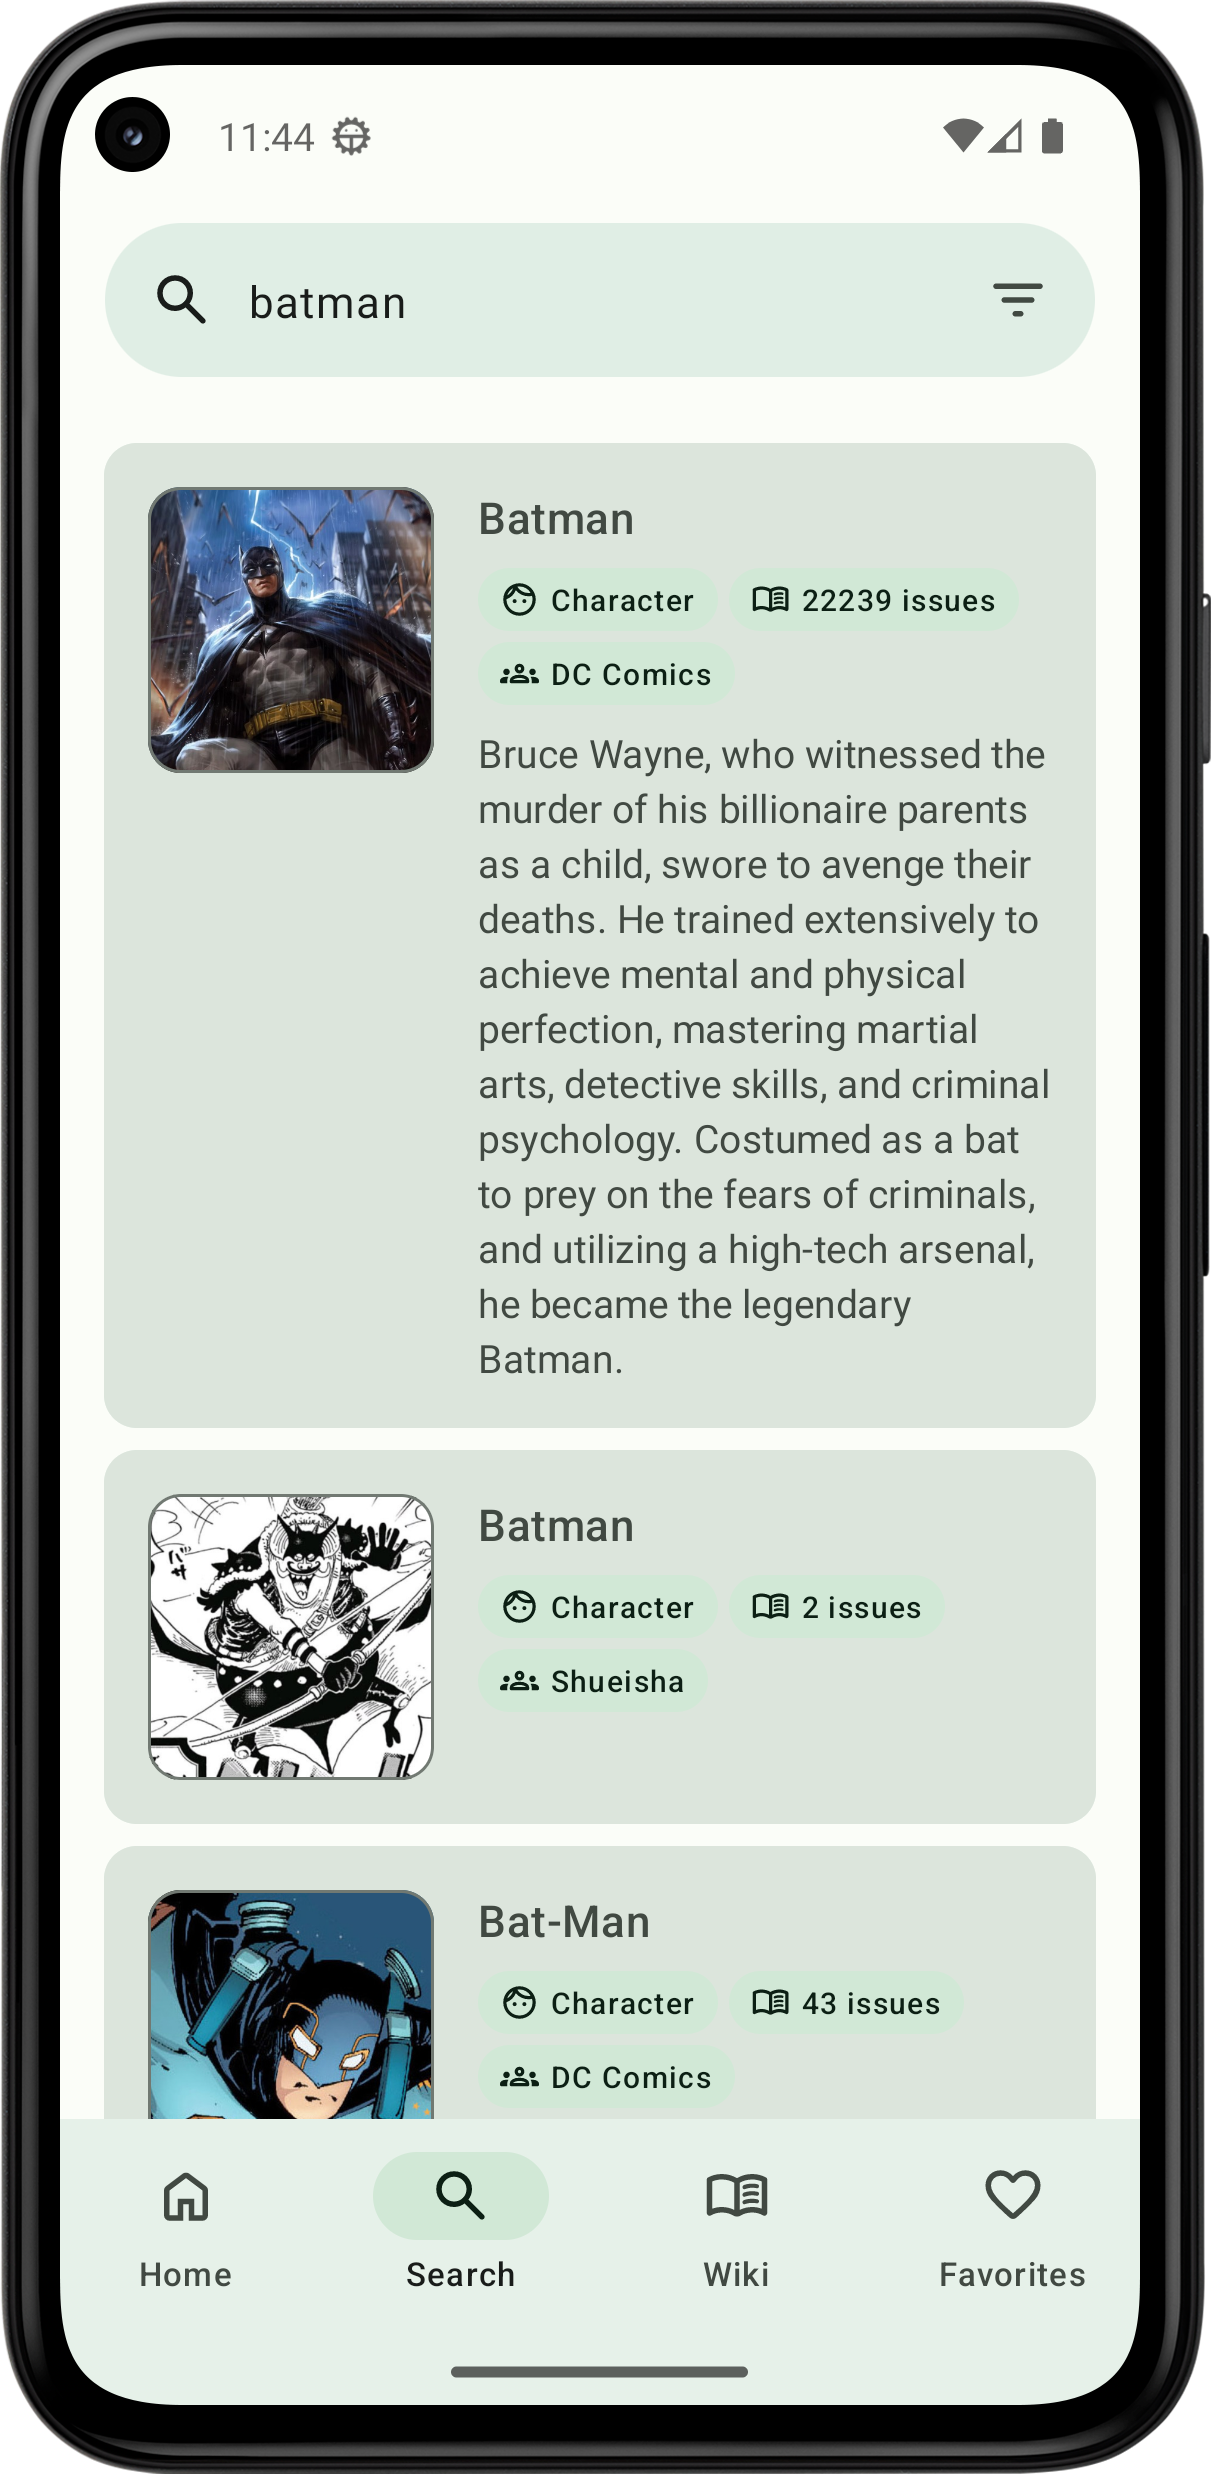 11:44
batman
Batman
Character
22239 issues
DC Comics
Bruce Wayne, who witnessed the
murder of his billionaire parents
as a child, swore to avenge their
deaths. He trained extensively to
achieve mental and physical
perfection, mastering martial
arts, detective skills, and criminal
psychology. Costumed as a bat
to prey on the fears of criminals,
and utilizing a high-tech arsenal,
he became the legendary
Batman.
バサ
Batman
Character
2 issues
Shueisha
Bat-Man
Character
43 issues
DC Comics
Home
Search
Wiki
Favorites